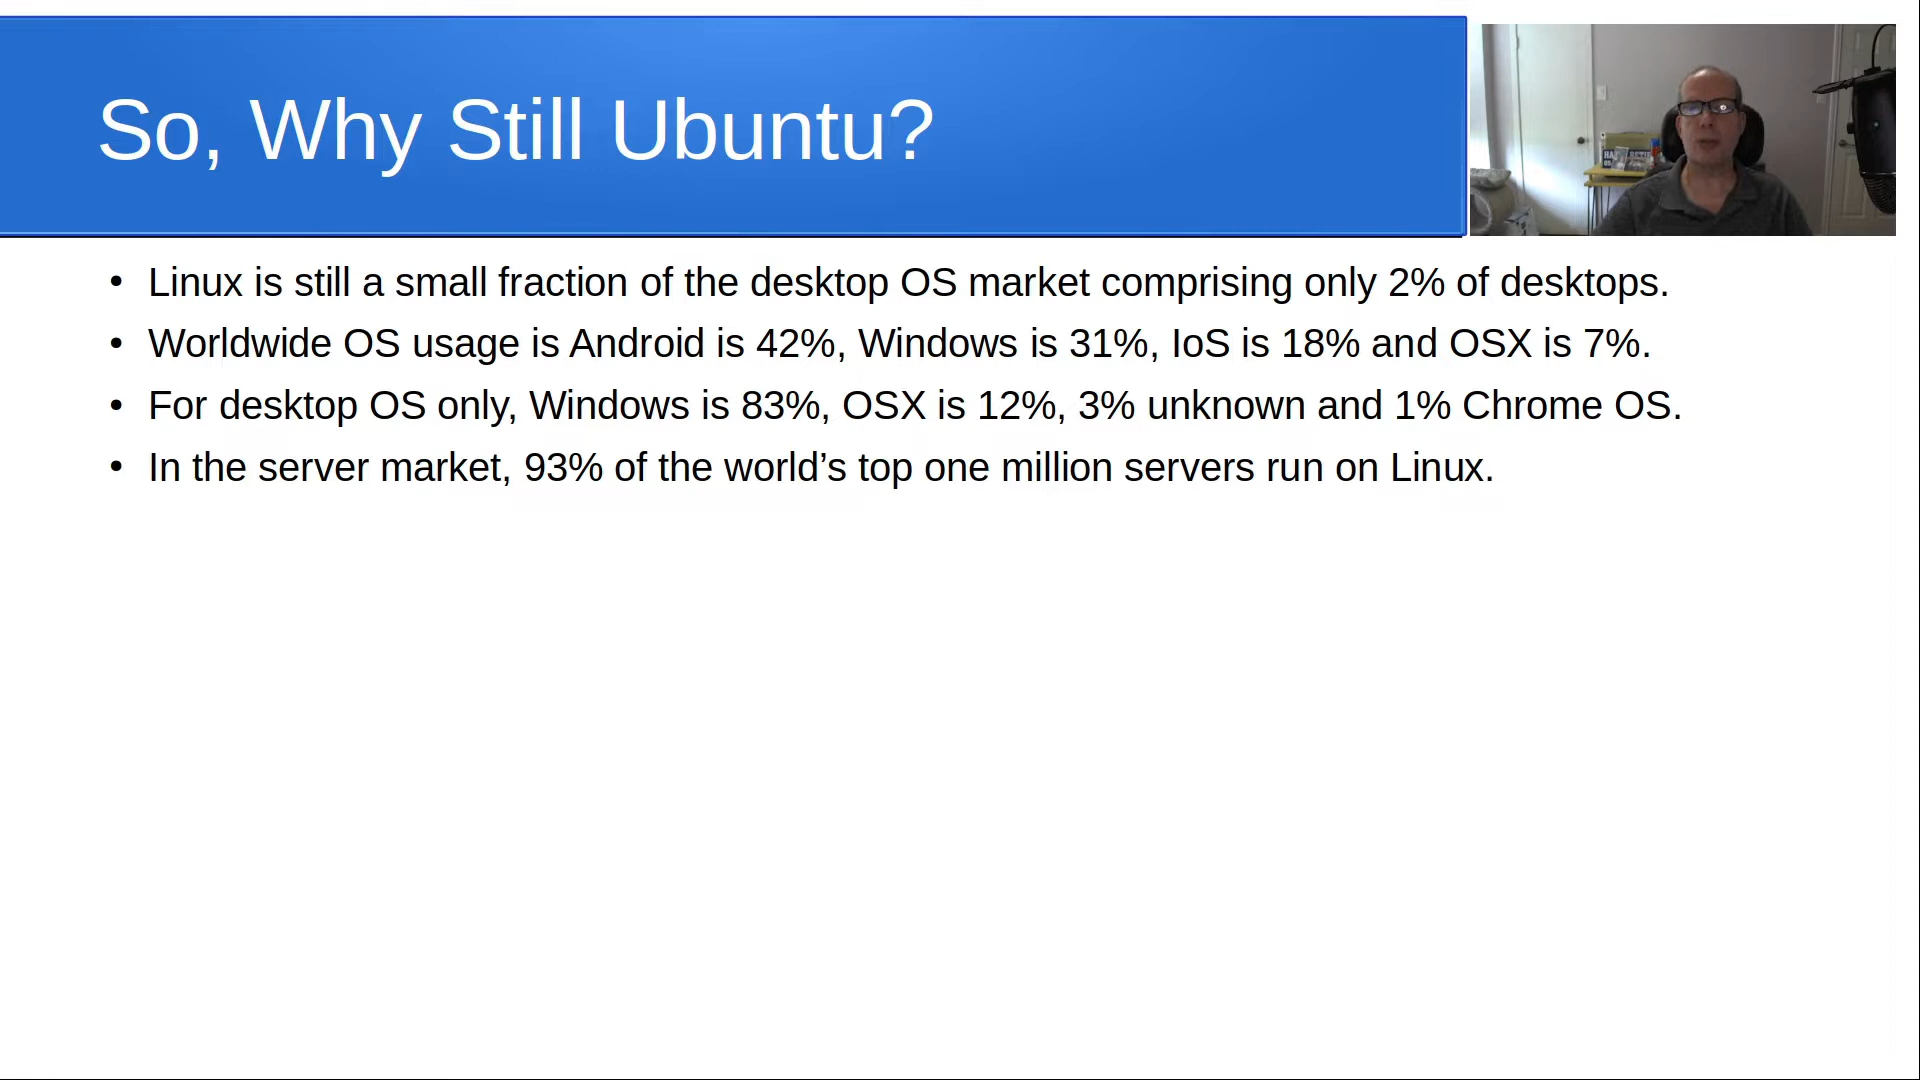 So, Why Still Ubuntu?
• Linux is still a small fraction of the desktop OS market comprising only 2% of desktops.
• Worldwide OS usage is Android is 42%, Windows is 31%, IoS is 18% and OSX is 7%.
• For desktop OS only, Windows is 83%, OSX is 12%, 3% unknown and 1% Chrome OS.
• In the server market, 93% of the world’s top one million servers run on Linux.